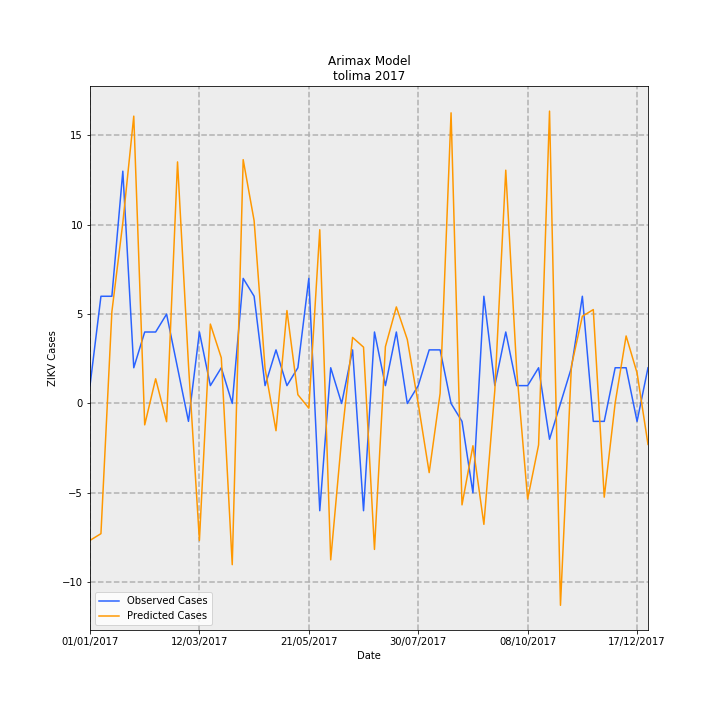 Arimax Model
tolima 2017
ZIKV Cases
15
10
5
0
−5
−10
Observed Cases
Predicted Cases
01/01/2017
12/03/2017
21/05/2017
30/07/2017
08/10/2017
17/12/2017
Date